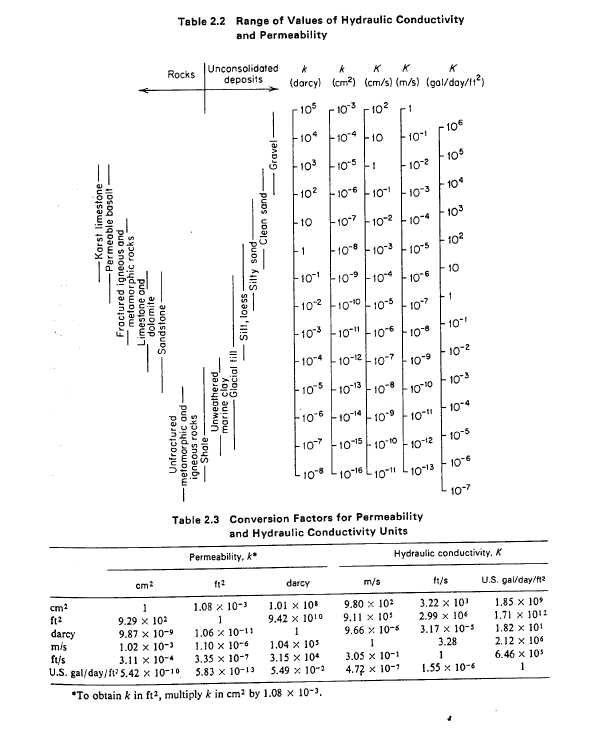 Table 2.2 Range of Values of Hydraulic Conductivity
and Permeability
Rocks
Unconsolidated
deposits
k
(darcy)
k
(cm²)
K
(cm/s)
K
(m/s)
K
(gal/day/ft²)
Karst limestone
Permeable basalt
Fractured igneous and
metamorphic rocks
Limestone and
dolomite
Sandstone
Unfractured
metamorphic and
igneous rocks
Shale
Unweathered
marine clay
Glacial till
Silt, loess
Silty sand
Clean sand
Gravel
10⁵ 10⁻³ 10² 1
10⁶
10⁴ 10⁻⁴ 10 10⁻¹
10⁵
10³ 10⁻⁵ 1 10⁻²
10⁴
10² 10⁻⁶ 10⁻¹ 10⁻³
10³
10 10⁻⁷ 10⁻² 10⁻⁴
10²
1 10⁻⁸ 10⁻³ 10⁻⁵
10
10⁻¹ 10⁻⁹ 10⁻⁴ 10⁻⁶
1
10⁻² 10⁻¹⁰ 10⁻⁵ 10⁻⁷
10⁻¹
10⁻³ 10⁻¹¹ 10⁻⁶ 10⁻⁸
10⁻²
10⁻⁴ 10⁻¹² 10⁻⁷ 10⁻⁹
10⁻³
10⁻⁵ 10⁻¹³ 10⁻⁸ 10⁻¹⁰
10⁻⁴
10⁻⁶ 10⁻¹⁴ 10⁻⁹ 10⁻¹¹
10⁻⁵
10⁻⁷ 10⁻¹⁵ 10⁻¹⁰ 10⁻¹²
10⁻⁶
10⁻⁸ 10⁻¹⁶ 10⁻¹¹ 10⁻¹³
10⁻⁷
Table 2.3 Conversion Factors for Permeability
and Hydraulic Conductivity Units
Permeability, k* Hydraulic conductivity, K
cm² ft² darcy m/s ft/s U.S. gal/day/ft²
cm² 1 1.08 × 10⁻³ 1.01 × 10⁸ 9.80 × 10² 3.22 × 10³ 1.85 × 10⁹
ft² 9.29 × 10² 1 9.42 × 10¹⁰ 9.11 × 10⁵ 2.99 × 10⁶ 1.71 × 10¹²
darcy 9.87 × 10⁻⁹ 1.06 × 10⁻¹¹ 1 9.66 × 10⁻⁶ 3.17 × 10⁻⁵ 1.82 × 10¹
m/s 1.02 × 10⁻³ 1.10 × 10⁻⁶ 1.04 × 10⁵ 1 3.28 2.12 × 10⁶
ft/s 3.11 × 10⁻⁴ 3.35 × 10⁻⁷ 3.15 × 10⁴ 3.05 × 10⁻¹ 1 6.46 × 10⁵
U.S. gal/day/ft² 5.42 × 10⁻¹⁰ 5.83 × 10⁻¹³ 5.49 × 10⁻² 4.72 × 10⁻⁷ 1.55 × 10⁻⁶ 1
*To obtain k in ft², multiply k in cm² by 1.08 × 10⁻³.